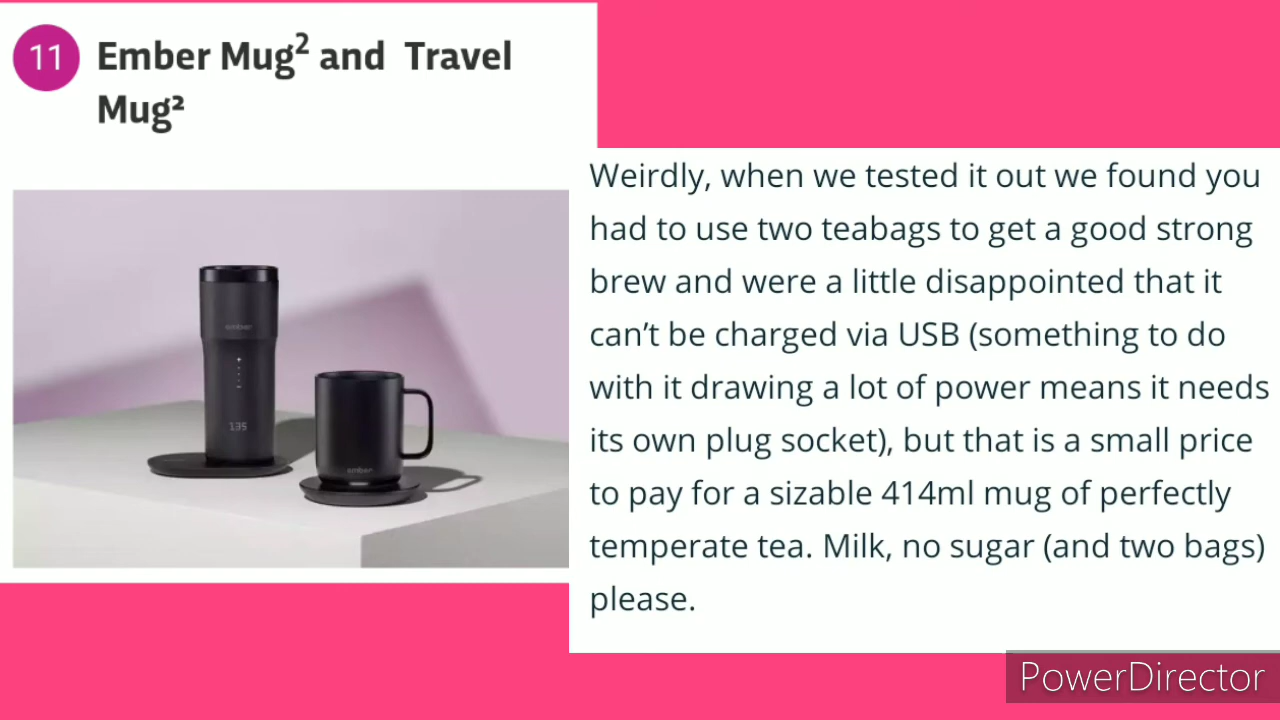 11
Ember Mug² and Travel
Mug²
ember
135
ember
Weirdly, when we tested it out we found you
had to use two teabags to get a good strong
brew and were a little disappointed that it
can’t be charged via USB (something to do
with it drawing a lot of power means it needs
its own plug socket), but that is a small price
to pay for a sizable 414ml mug of perfectly
temperate tea. Milk, no sugar (and two bags)
please.
PowerDirector